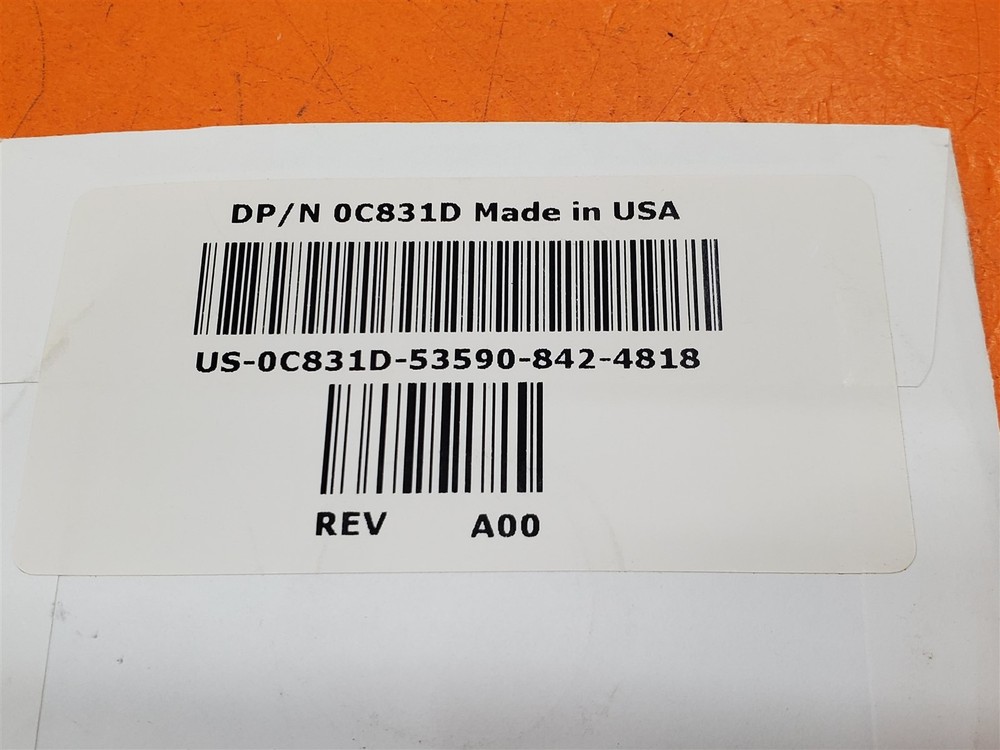 DP/N 0C831D Made in USA
US-0C831D-53590-842-4818
REV A00